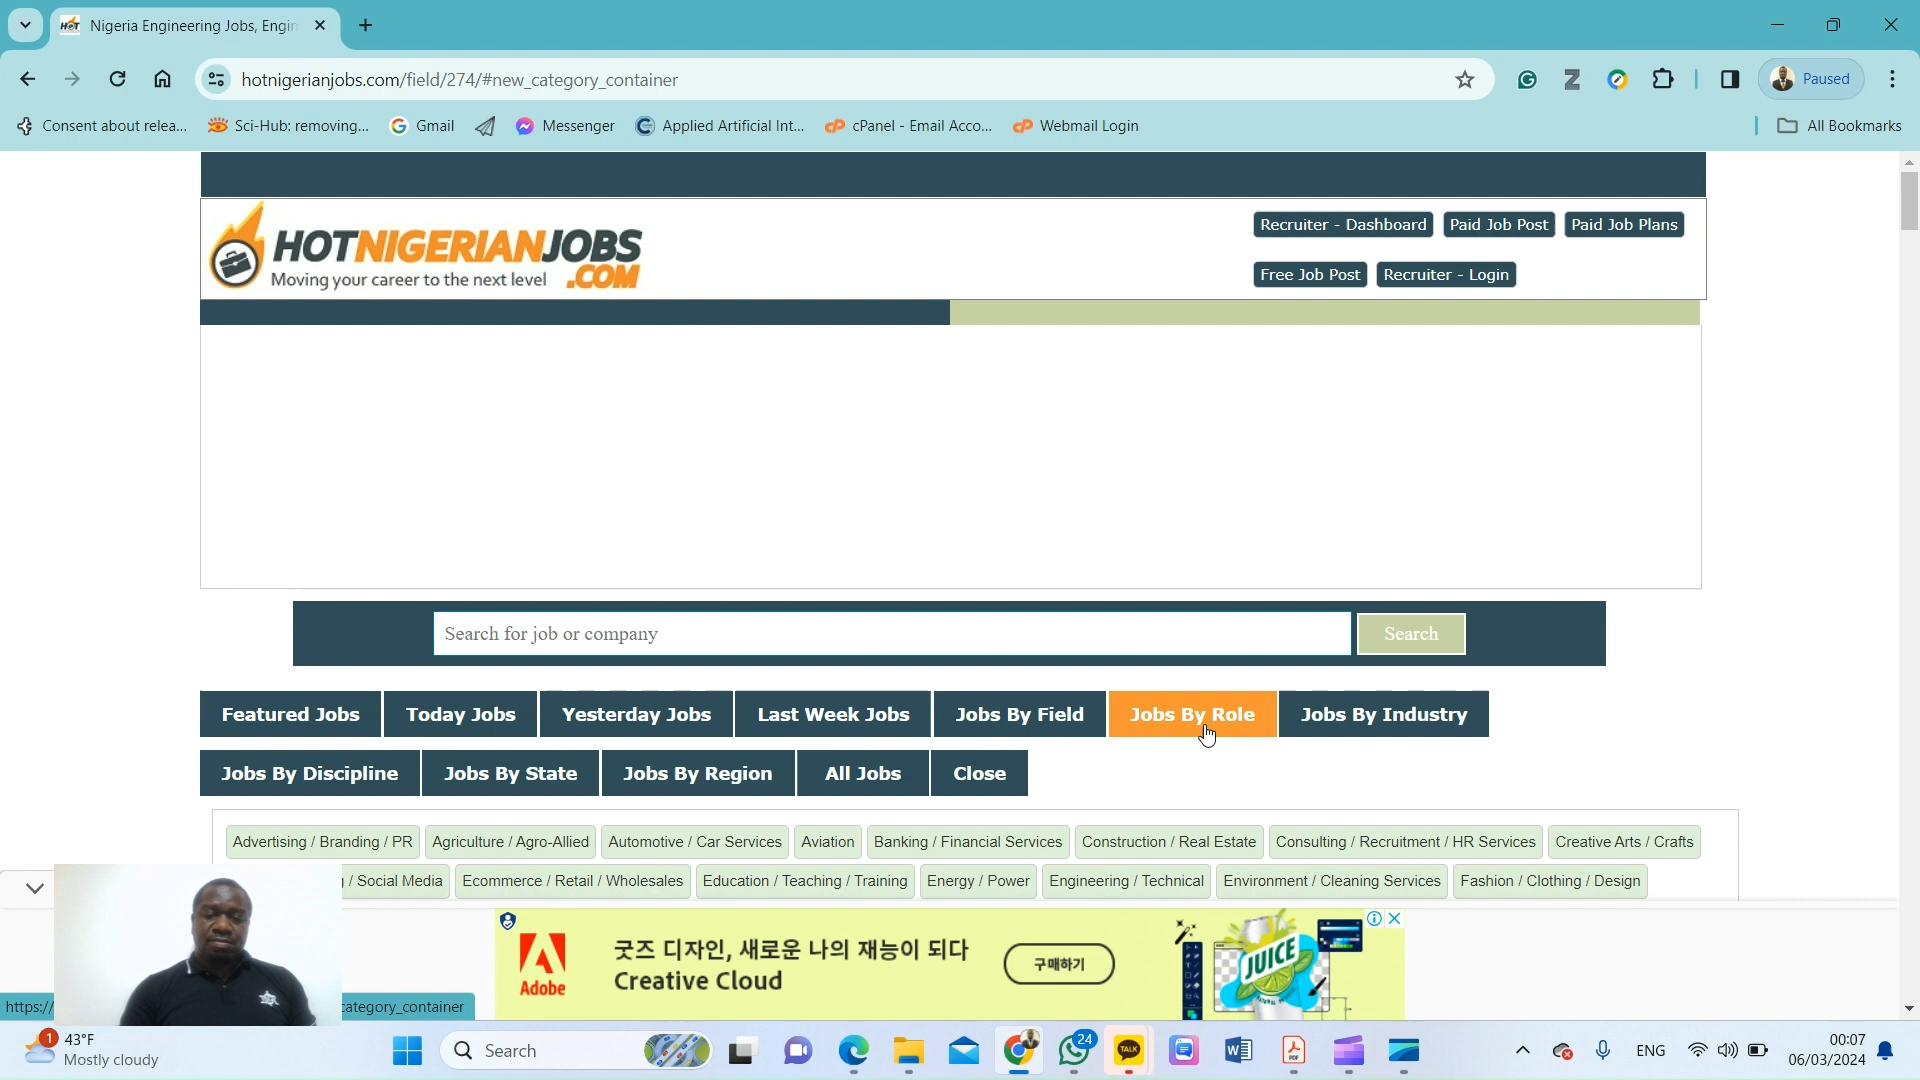 HOT Nigeria Engineering Jobs, Engin
hotnigerianjobs.com/field/274/#new_category_container
Paused
Consent about relea...
Sci-Hub: removing...
Gmail
Messenger
Applied Artificial Int...
cPanel - Email Acco...
Webmail Login
All Bookmarks
HOTNIGERIANJOBS
.COM
Moving your career to the next level
Recruiter - Dashboard
Paid Job Post
Paid Job Plans
Free Job Post
Recruiter - Login
Search for job or company
Search
Featured Jobs
Today Jobs
Yesterday Jobs
Last Week Jobs
Jobs By Field
Jobs By Role
Jobs By Industry
Jobs By Discipline
Jobs By State
Jobs By Region
All Jobs
Close
Advertising / Branding / PR
Agriculture / Agro-Allied
Automotive / Car Services
Aviation
Banking / Financial Services
Construction / Real Estate
Consulting / Recruitment / HR Services
Creative Arts / Crafts
/ Social Media
Ecommerce / Retail / Wholesales
Education / Teaching / Training
Energy / Power
Engineering / Technical
Environment / Cleaning Services
Fashion / Clothing / Design
Adobe
굿즈 디자인, 새로운 나의 재능이 되다
Creative Cloud
구매하기
JUICE
https://
category_container
1
43°F
Mostly cloudy
Search
24
TALK
PDF
ENG
00:07
06/03/2024